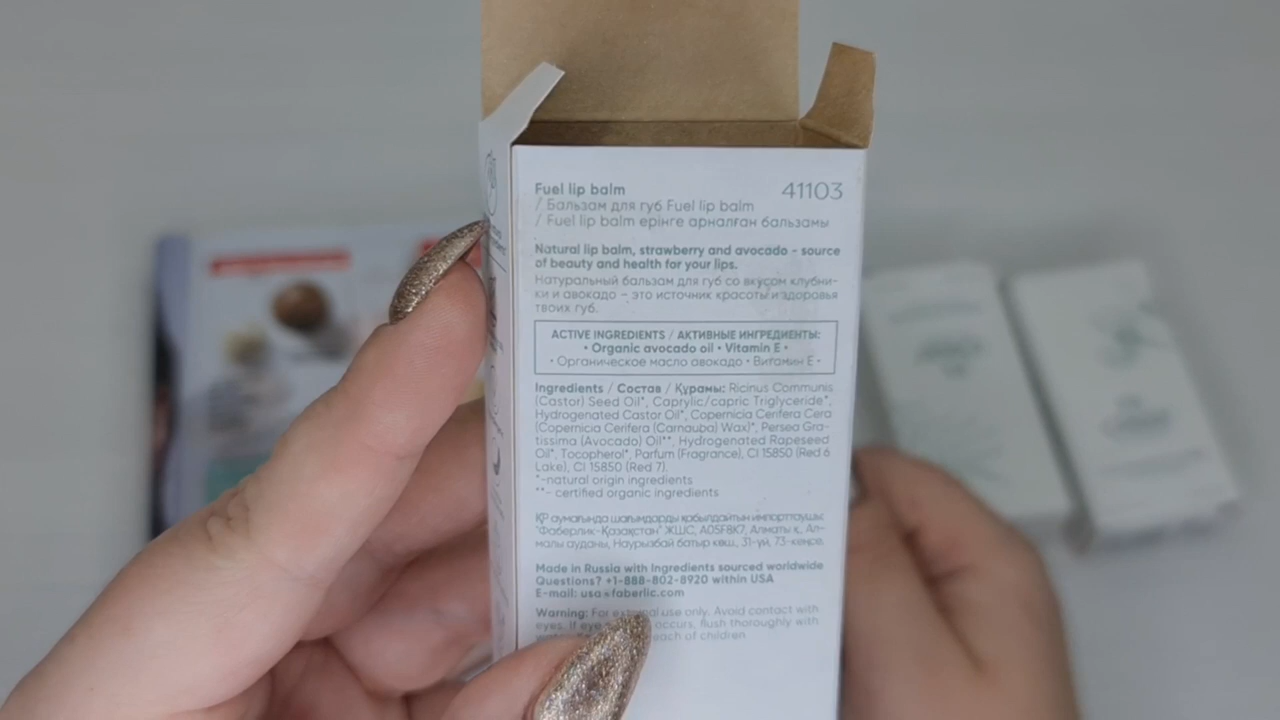 Fuel lip balm 41103
/ Бальзам для губ Fuel lip balm
/ Fuel lip balm ерінге арналған бальзамы
Natural lip balm, strawberry and avocado - source
of beauty and health for your lips.
Натуральный бальзам для губ со вкусом клубни-
ки и авокадо – это источник красоты и здоровья
твоих губ.
ACTIVE INGREDIENTS / АКТИВНЫЕ ИНГРЕДИЕНТЫ:
• Organic avocado oil • Vitamin E •
• Органическое масло авокадо • Витамин Е •
Ingredients / Состав / Құрамы: Ricinus Communis
(Castor) Seed Oil*, Caprylic/capric Triglyceride*,
Hydrogenated Castor Oil*, Copernicia Cerifera Cera
(Copernicia Cerifera (Carnauba) Wax)*, Persea Gra-
tissima (Avocado) Oil**, Hydrogenated Rapeseed
Oil*, Tocopherol*, Parfum (Fragrance), CI 15850 (Red 6
Lake), CI 15850 (Red 7).
*-natural origin ingredients
**- certified organic ingredients
ҚР аумағында шағымдарды қабылдайтын импорттаушы:
"Фаберлик-Қазақстан" ЖШС, A05F8K7, Алматы қ., Ал-
малы ауданы, Наурызбай батыр көш., 31-үй, 73-кеңсе.
Made in Russia with Ingredients sourced worldwide
Questions? +1-888-802-8920 within USA
E-mail: usa@faberlic.com
Warning: For external use only. Avoid contact with
eyes. If eye occurs, flush thoroughly with
reach of children